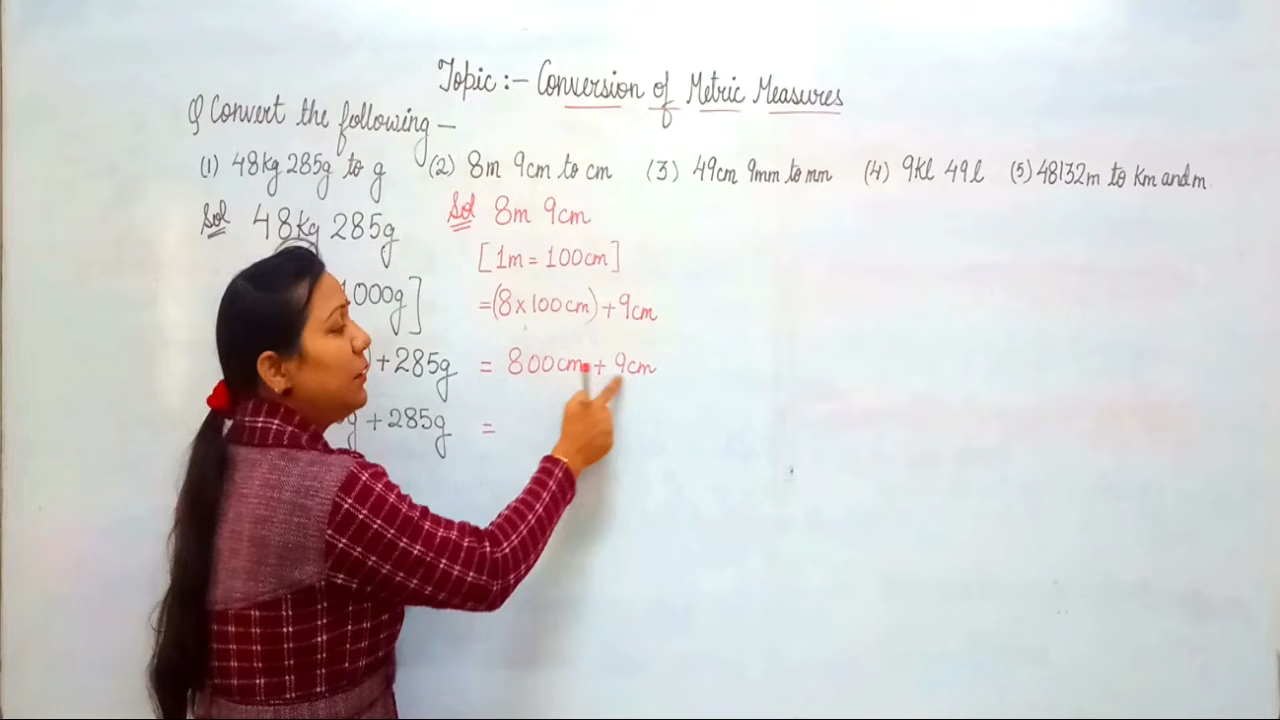 Topic :- Conversion of Metric Measures
Q Convert the following -
(1) 48kg 285g to g (2) 8m 9cm to cm (3) 49cm 9mm to mm (4) 9kl 49l (5) 48132m to km and m.
Sol 48kg 285g
1000g]
+285g
+285g
Sol 8m 9cm
[1m = 100cm]
=(8x100cm)+9cm
= 800cm + 9cm
=